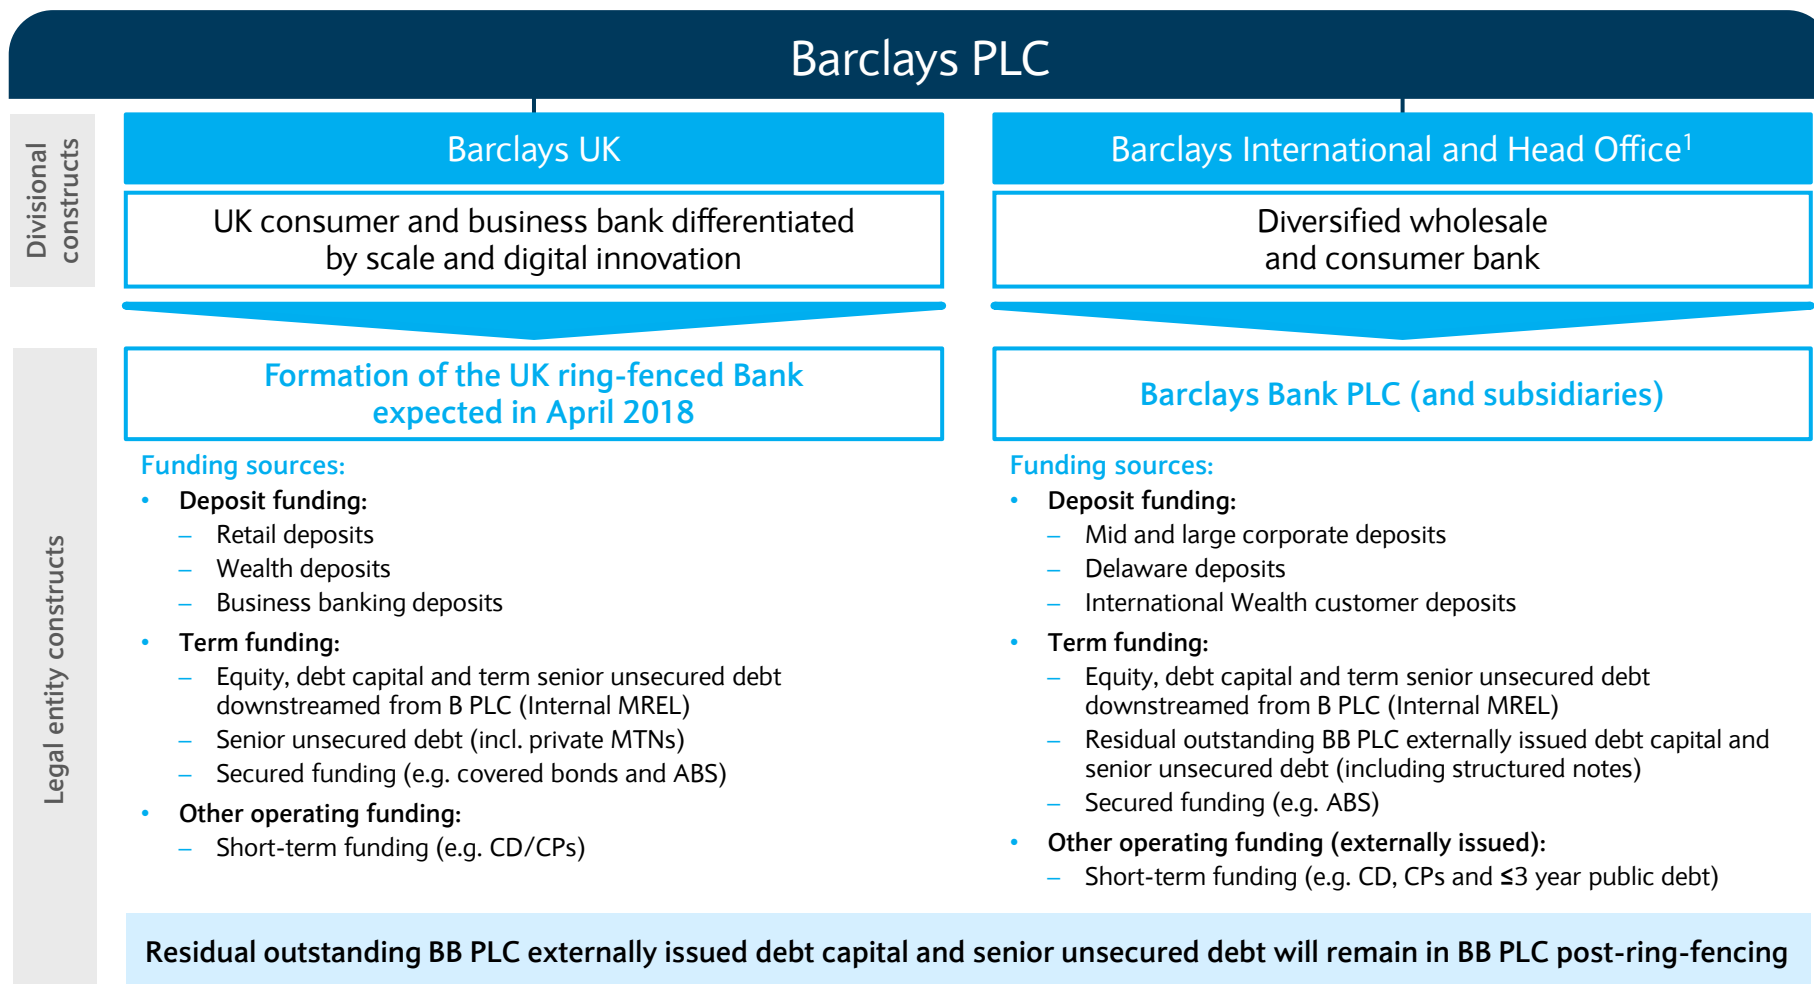 Barclays PLC
Divisional
constructs
Barclays UK
UK consumer and business bank differentiated
by scale and digital innovation
Barclays International and Head Office¹
Diversified wholesale
and consumer bank
Legal entity constructs
Formation of the UK ring-fenced Bank
expected in April 2018
Funding sources:
• Deposit funding:
– Retail deposits
– Wealth deposits
– Business banking deposits
• Term funding:
– Equity, debt capital and term senior unsecured debt
downstreamed from B PLC (Internal MREL)
– Senior unsecured debt (incl. private MTNs)
– Secured funding (e.g. covered bonds and ABS)
• Other operating funding:
– Short-term funding (e.g. CD/CPs)
Barclays Bank PLC (and subsidiaries)
Funding sources:
• Deposit funding:
– Mid and large corporate deposits
– Delaware deposits
– International Wealth customer deposits
• Term funding:
– Equity, debt capital and term senior unsecured debt
downstreamed from B PLC (Internal MREL)
– Residual outstanding BB PLC externally issued debt capital and
senior unsecured debt (including structured notes)
– Secured funding (e.g. ABS)
• Other operating funding (externally issued):
– Short-term funding (e.g. CD, CPs and ≤3 year public debt)
Residual outstanding BB PLC externally issued debt capital and senior unsecured debt will remain in BB PLC post-ring-fencing